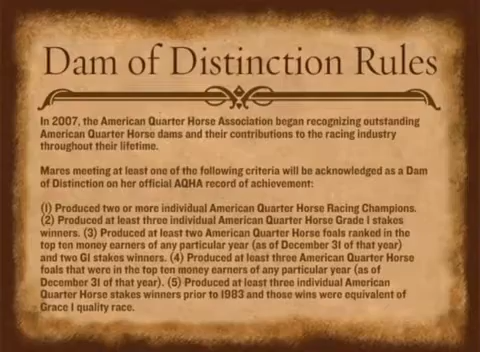 Dam of Distinction Rules
In 2007, the American Quarter Horse Association began recognizing outstanding
American Quarter Horse dams and their contributions to the racing industry
throughout their lifetime.
Mares meeting at least one of the following criteria will be acknowledged as a Dam
of Distinction on her official AQHA record of achievement:
(1) Produced two or more individual American Quarter Horse Racing Champions.
(2) Produced at least three individual American Quarter Horse Grade I stakes
winners. (3) Produced at least two American Quarter Horse foals ranked in the
top ten money earners of any particular year (as of December 31 of that year)
and two G1 stakes winners. (4) Produced at least three American Quarter Horse
foals that were in the top ten money earners of any particular year (as of
December 31 of that year). (5) Produced at least three individual American
Quarter Horse stakes winners prior to 1983 and those wins were equivalent of
Grace I quality race.